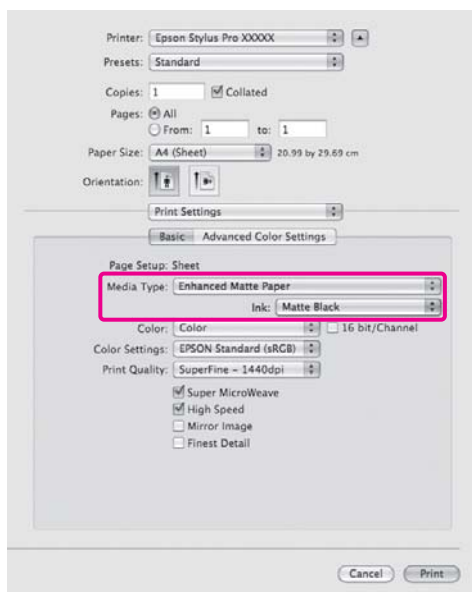 Printer: Epson Stylus Pro XXXXX
Presets: Standard
Copies: 1 Collated
Pages: All
From: 1 to: 1
Paper Size: A4 (Sheet) 20.99 by 29.69 cm
Orientation:
Print Settings
Basic Advanced Color Settings
Page Setup: Sheet
Media Type: Enhanced Matte Paper
Ink: Matte Black
Color: Color 16 bit/Channel
Color Settings: EPSON Standard (sRGB)
Print Quality: SuperFine - 1440dpi
Super MicroWeave
High Speed
Mirror Image
Finest Detail
Cancel Print